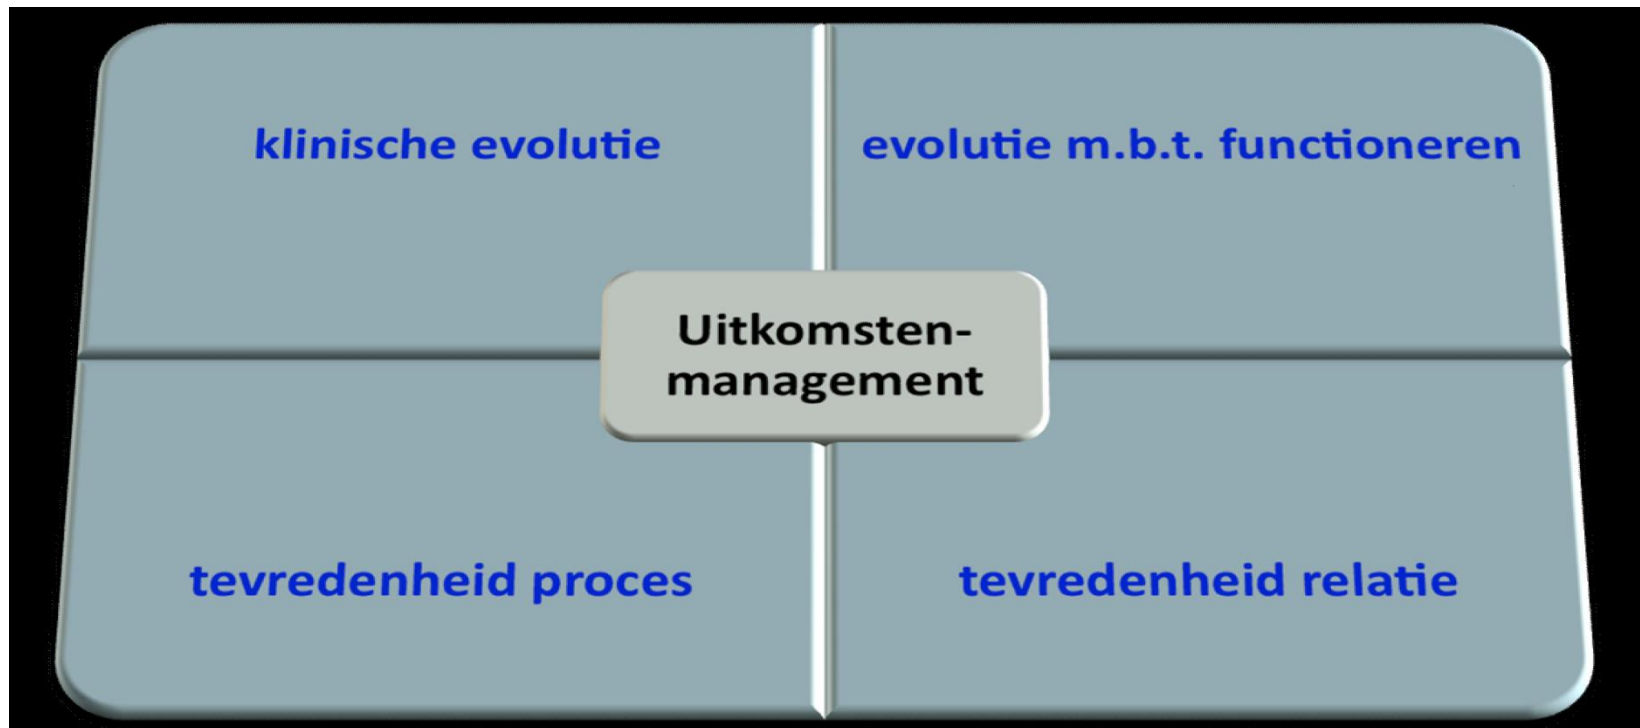 klinische evolutie
evolutie m.b.t. functioneren
Uitkomsten-
management
tevredenheid proces
tevredenheid relatie